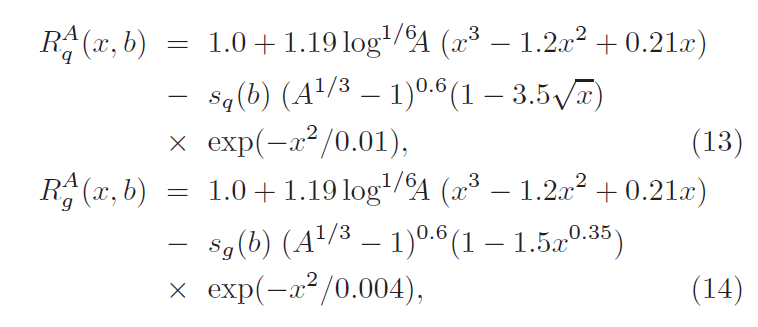 R_q^A(x, b) = 1.0 + 1.19 log^{1/6}A (x^3 − 1.2x^2 + 0.21x)
− s_q(b) (A^{1/3} − 1)^{0.6}(1 − 3.5√x)
× exp(−x^2/0.01), (13)
R_g^A(x, b) = 1.0 + 1.19 log^{1/6}A (x^3 − 1.2x^2 + 0.21x)
− s_g(b) (A^{1/3} − 1)^{0.6}(1 − 1.5x^{0.35})
× exp(−x^2/0.004), (14)